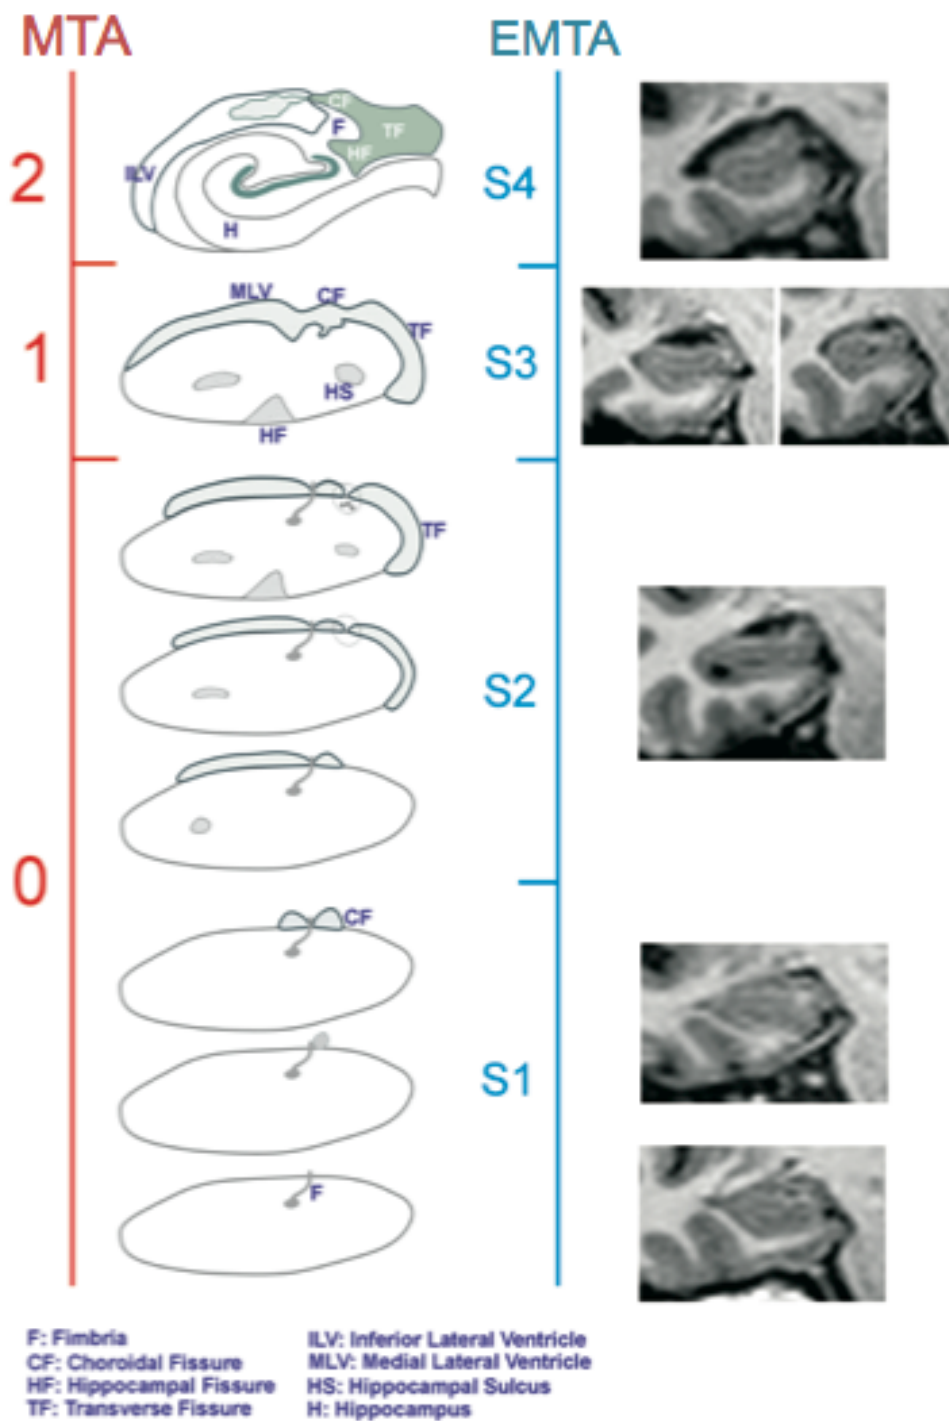 MTA EMTA
CF
F TF
HF
2 ILV S4
H
MLV CF
TF
1 S3
HS
HF
TF
S2
0
CF
S1
F
F: Fimbria ILV: Inferior Lateral Ventricle
CF: Choroidal Fissure MLV: Medial Lateral Ventricle
HF: Hippocampal Fissure HS: Hippocampal Sulcus
TF: Transverse Fissure H: Hippocampus